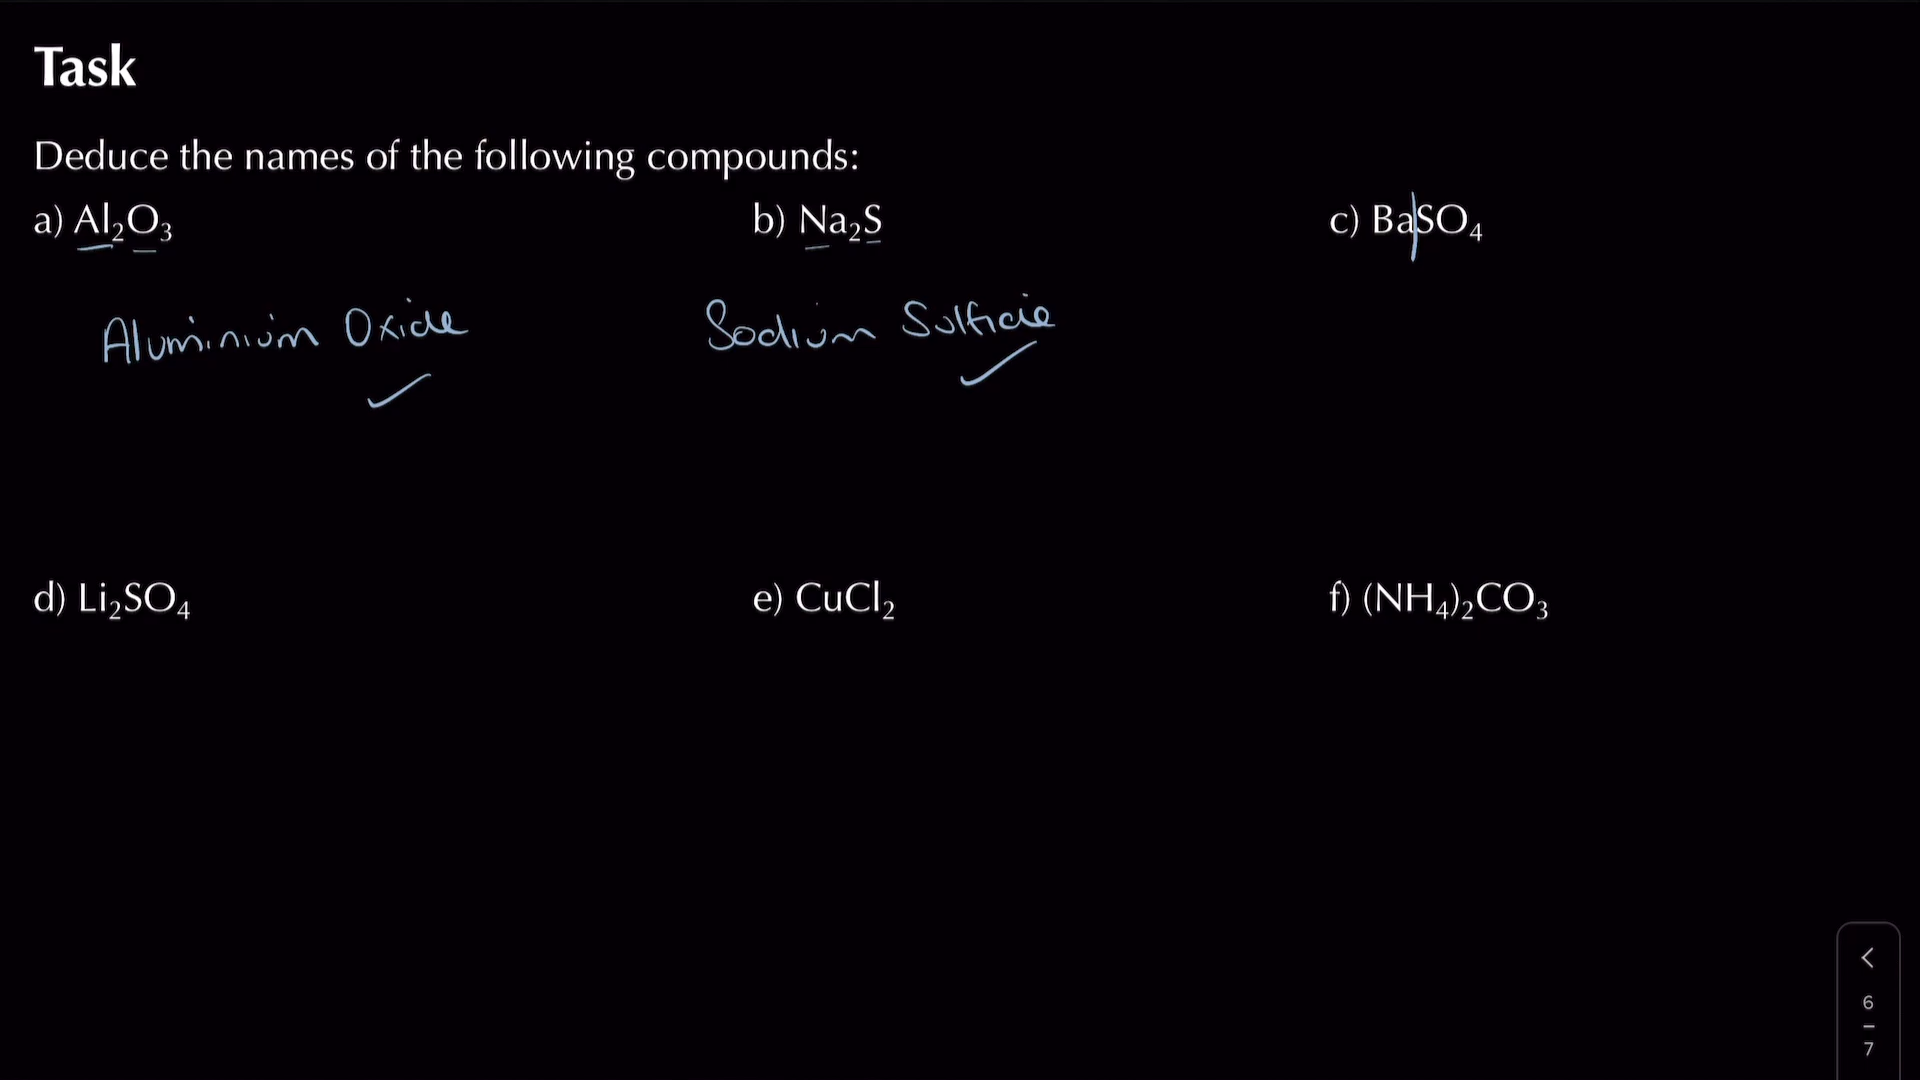 Task
Deduce the names of the following compounds:
a) Al₂O₃
b) Na₂S
c) BaSO₄
Aluminium Oxide
Sodium Sulfide
d) Li₂SO₄
e) CuCl₂
f) (NH₄)₂CO₃
<
6
7